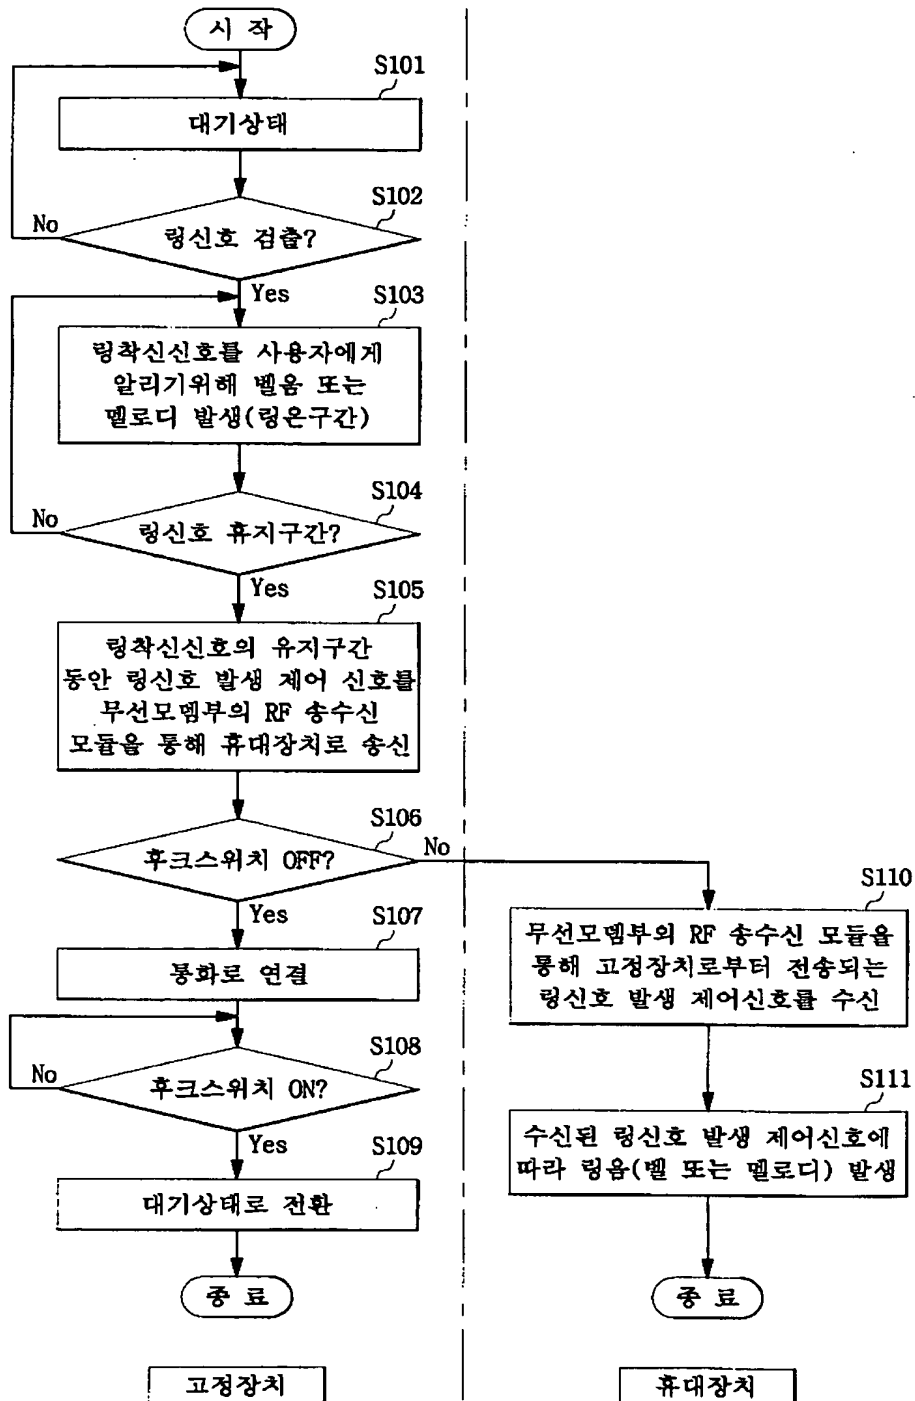 시 작
S101
대기상태
S102
링신호 검출?
No
Yes
S103
링착신신호를 사용자에게
알리기위해 벨음 또는
멜로디 발생(링온구간)
S104
링신호 휴지구간?
No
Yes
S105
링착신신호의 유지구간
동안 링신호 발생 제어 신호를
무선모뎀부의 RF 송수신
모듈을 통해 휴대장치로 송신
S106
후크스위치 OFF?
No
Yes
S107
통화로 연결
S108
후크스위치 ON?
No
Yes
S109
대기상태로 전환
종 료
고정장치
S110
무선모뎀부의 RF 송수신 모듈을
통해 고정장치로부터 전송되는
링신호 발생 제어신호를 수신
S111
수신된 링신호 발생 제어신호에
따라 링음(벨 또는 멜로디) 발생
종 료
휴대장치